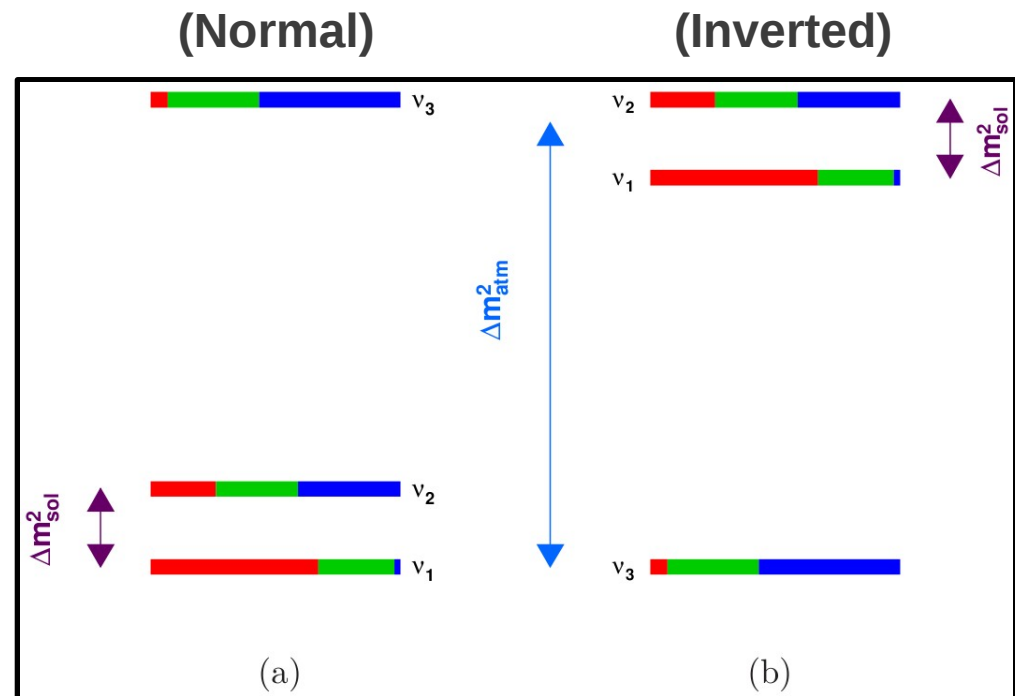 (Normal)
(Inverted)
ν3
ν2
ν1
Δm²sol
(a)
Δm²atm
ν2
ν1
ν3
Δm²sol
(b)